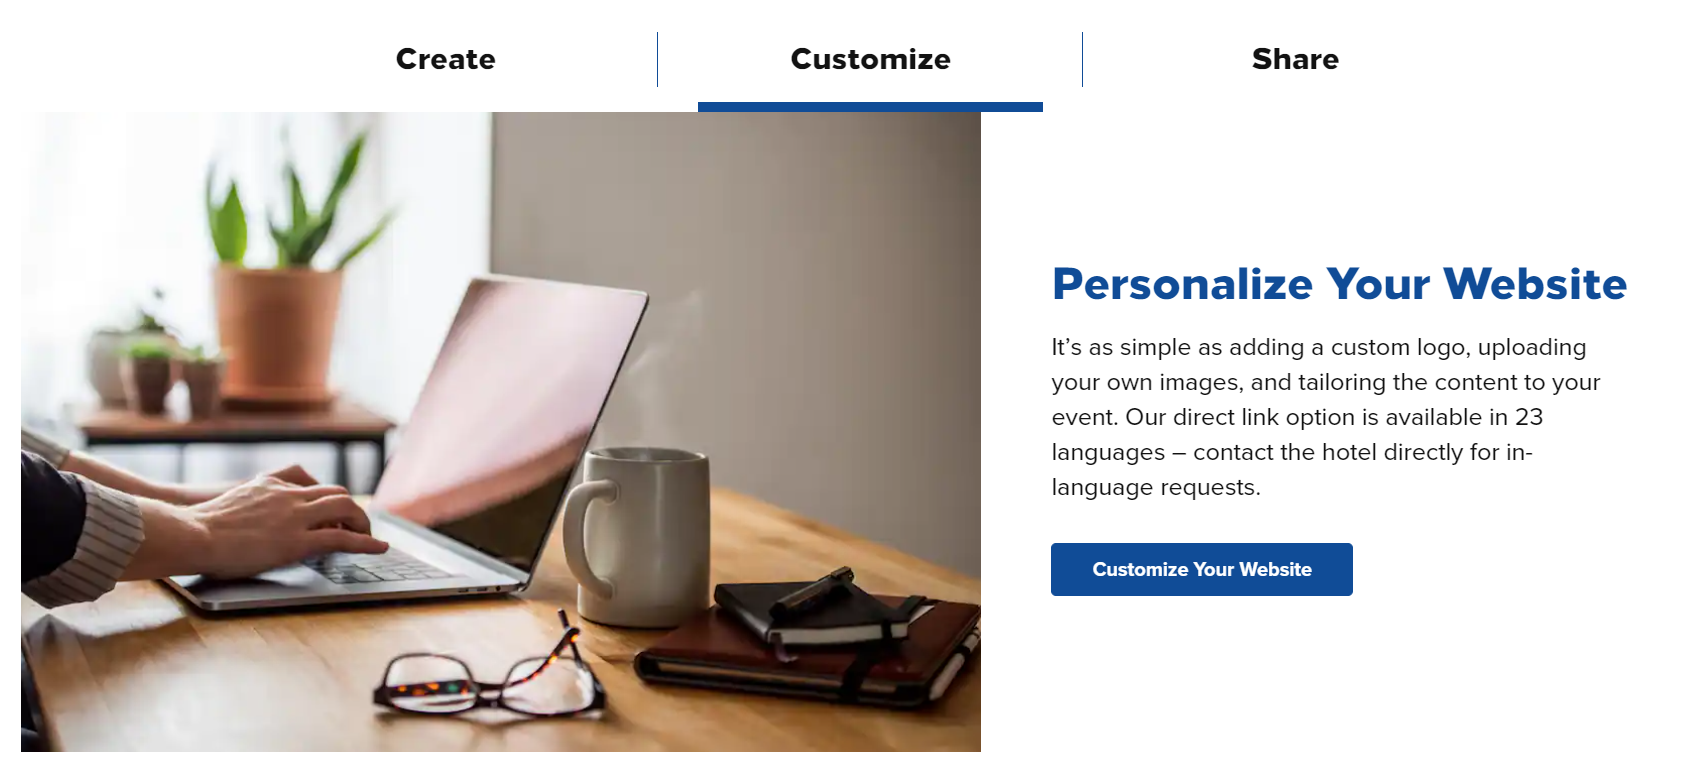 Create
Customize
Share
Personalize Your Website
It’s as simple as adding a custom logo, uploading
your own images, and tailoring the content to your
event. Our direct link option is available in 23
languages – contact the hotel directly for in-
language requests.
Customize Your Website